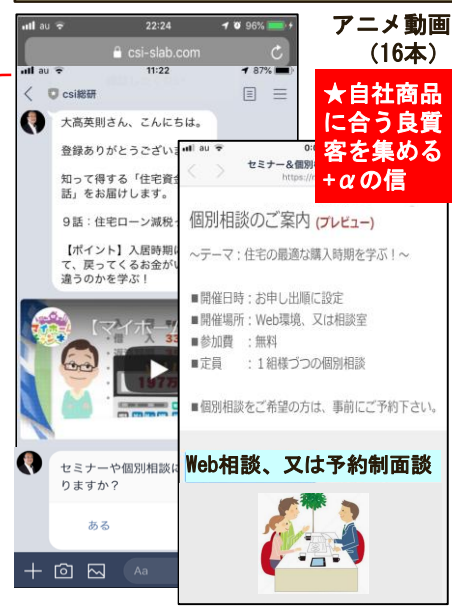 アニメ動画
(16本)
★自社商品
に合う良質
客を集める
+αの信
au
22:24
96%
csi-slab.com
au
11:22
87%
csi総研
大高英則さん、こんにちは。
登録ありがとうござい
知って得する「住宅資
話」をお届けします。
9話：住宅ローン減税
【ポイント】入居時期
て、戻ってくるお金が
違うのかを学ぶ！
【マイホー
セミナーや個別相談に
りますか？
ある
Aa
au
セミナー&個別
https://
個別相談のご案内 (プレビュー)
～テーマ：住宅の最適な購入時期を学ぶ！～
■開催日時：お申し出順に設定
■開催場所：Web環境、又は相談室
■参加費　：無料
■定員　　：１組様づつの個別相談
■個別相談をご希望の方は、事前にご予約下さい。
Web相談、又は予約制面談